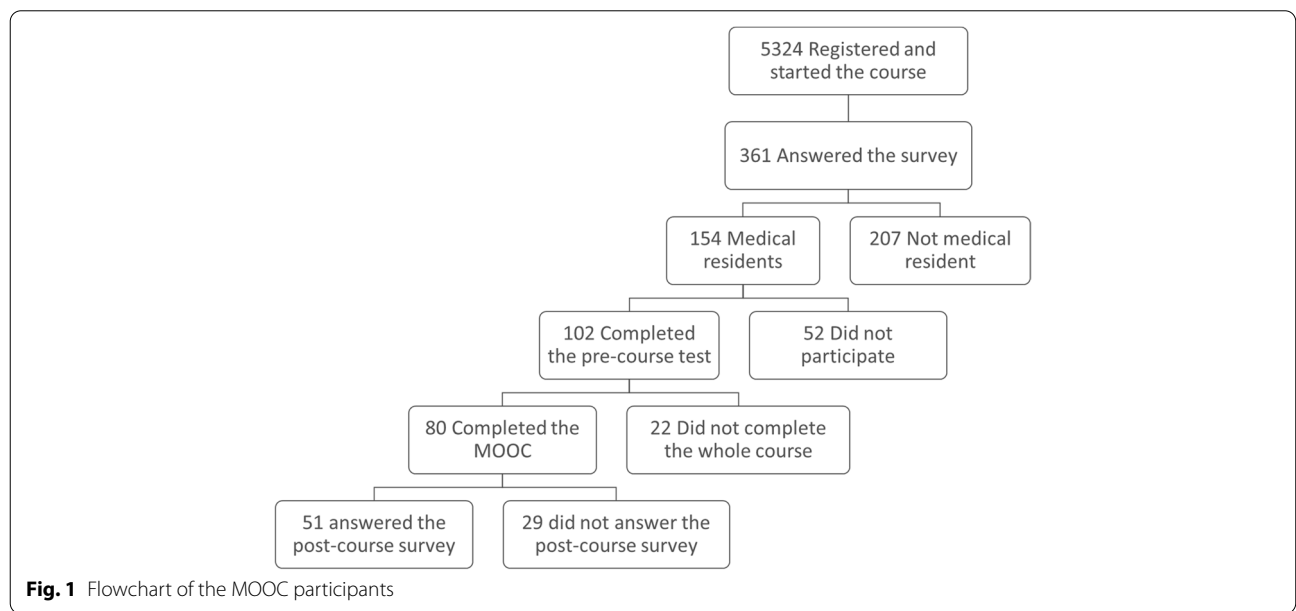 5324 Registered and
started the course
361 Answered the survey
154 Medical
residents
207 Not medical
resident
102 Completed
the pre-course test
52 Did not
participate
80 Completed the
MOOC
22 Did not complete
the whole course
51 answered the
post-course survey
29 did not answer the
post-course survey
Fig. 1 Flowchart of the MOOC participants